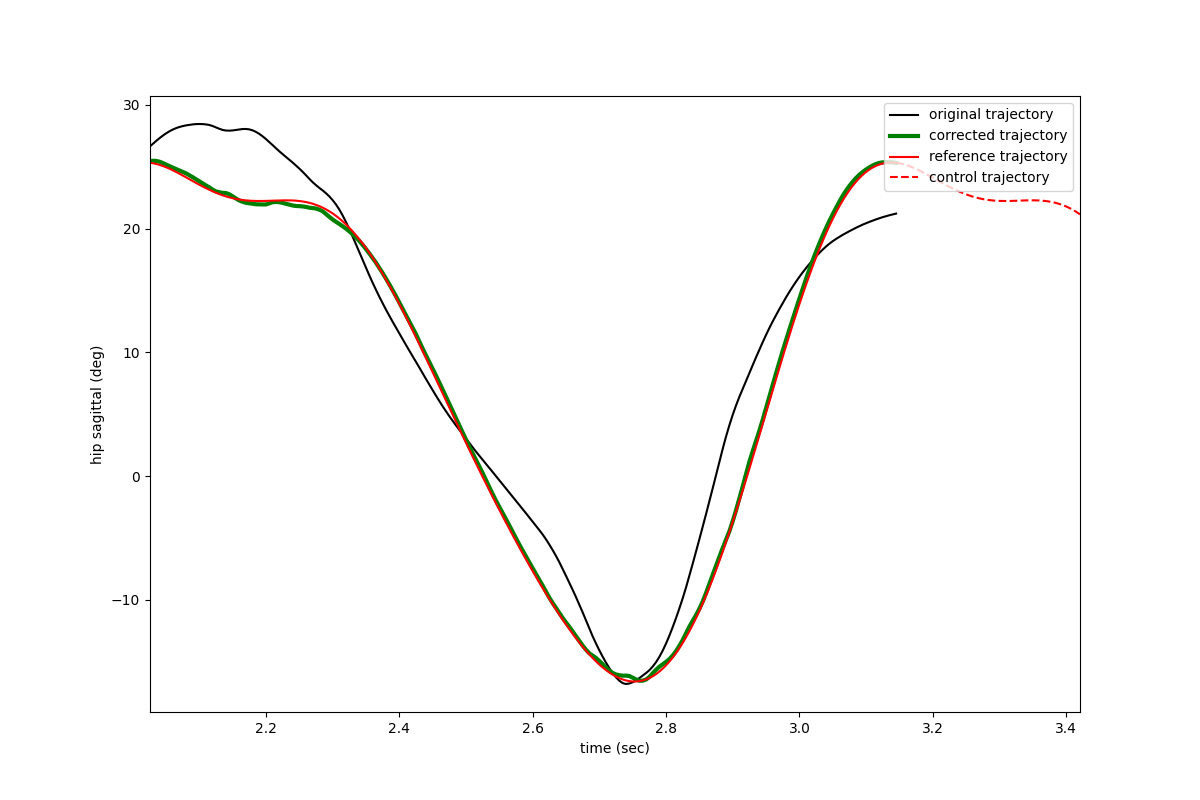 30
20
10
0
−10
hip sagittal (deg)
original trajectory
corrected trajectory
reference trajectory
control trajectory
2.2 2.4 2.6 2.8 3.0 3.2 3.4
time (sec)